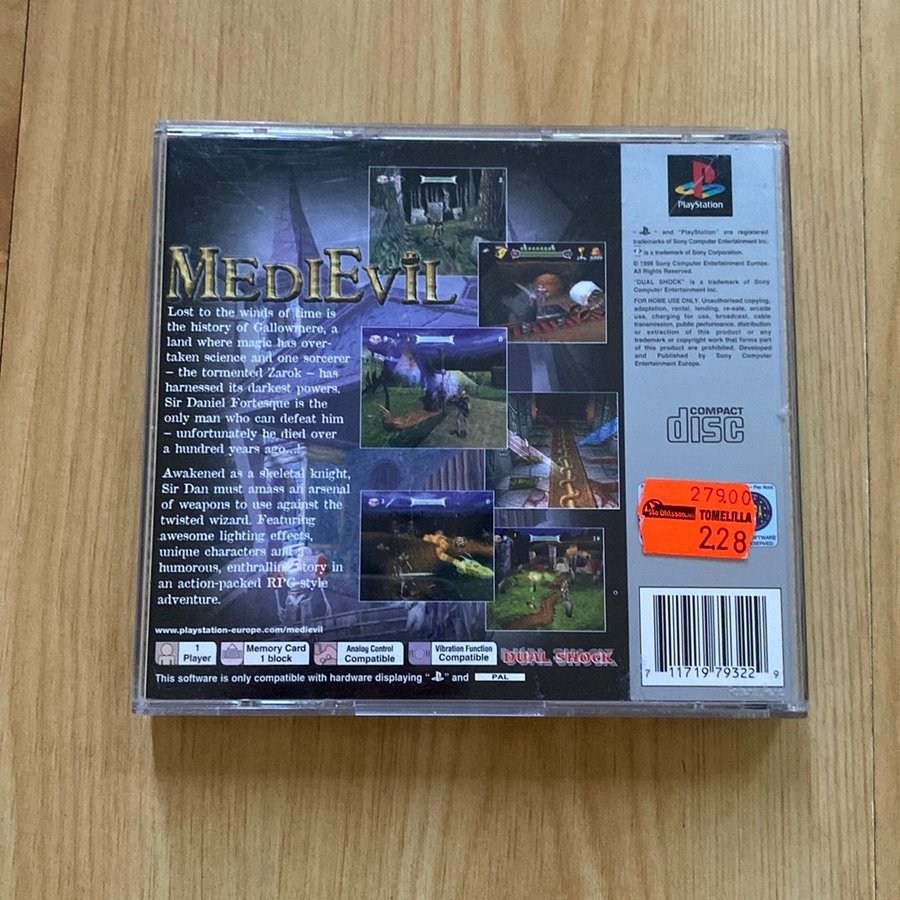 MEDIEVIL
Lost to the winds of time is
the history of Gallowmere, a
land where magic has over-
taken science and one sorcerer
– the tormented Zarok – has
harnessed its darkest powers.
Sir Daniel Fortesque is the
only man who can defeat him
– unfortunately he died over
a hundred years ago...!
Awakened as a skeletal knight,
Sir Dan must amass an arsenal
of weapons to use against the
twisted wizard. Featuring
awesome lighting effects,
unique characters and a
humorous, enthralling story in
an action-packed RPG-style
adventure.
www.playstation-europe.com/medievil
1
Player
Memory Card
1 block
Analog Control
Compatible
Vibration Function
Compatible
DUAL SHOCK
This software is only compatible with hardware displaying " " and PAL
PlayStation
" " and "PlayStation" are registered
trademarks of Sony Computer Entertainment Inc.
is a trademark of Sony Corporation.
© 1998 Sony Computer Entertainment Europe.
All Rights Reserved.
"DUAL SHOCK" is a trademark of Sony
Computer Entertainment Inc.
FOR HOME USE ONLY. Unauthorised copying,
adaptation, rental, lending, re-sale, arcade
use, charging for use, broadcast, cable
transmission, public performance, distribution
or extraction of this product or any
trademark or copyright work that forms part
of this product are prohibited. Developed
and Published by Sony Computer
Entertainment Europe.
COMPACT
disc
279.00
TOMELILLA
228
7 11719 79322 9